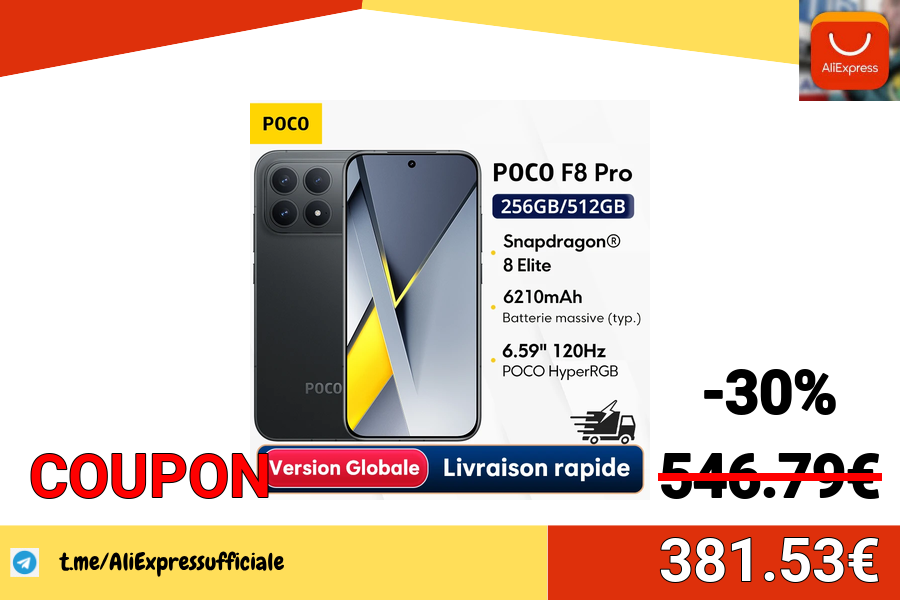 AliExpress
POCO
POCO F8 Pro
256GB/512GB
Snapdragon®
8 Elite
6210mAh
Batterie massive (typ.)
6.59" 120Hz
POCO HyperRGB
POCO
-30%
COUPON
Version Globale
Livraison rapide
546.79€
t.me/AliExpressufficiale
381.53€